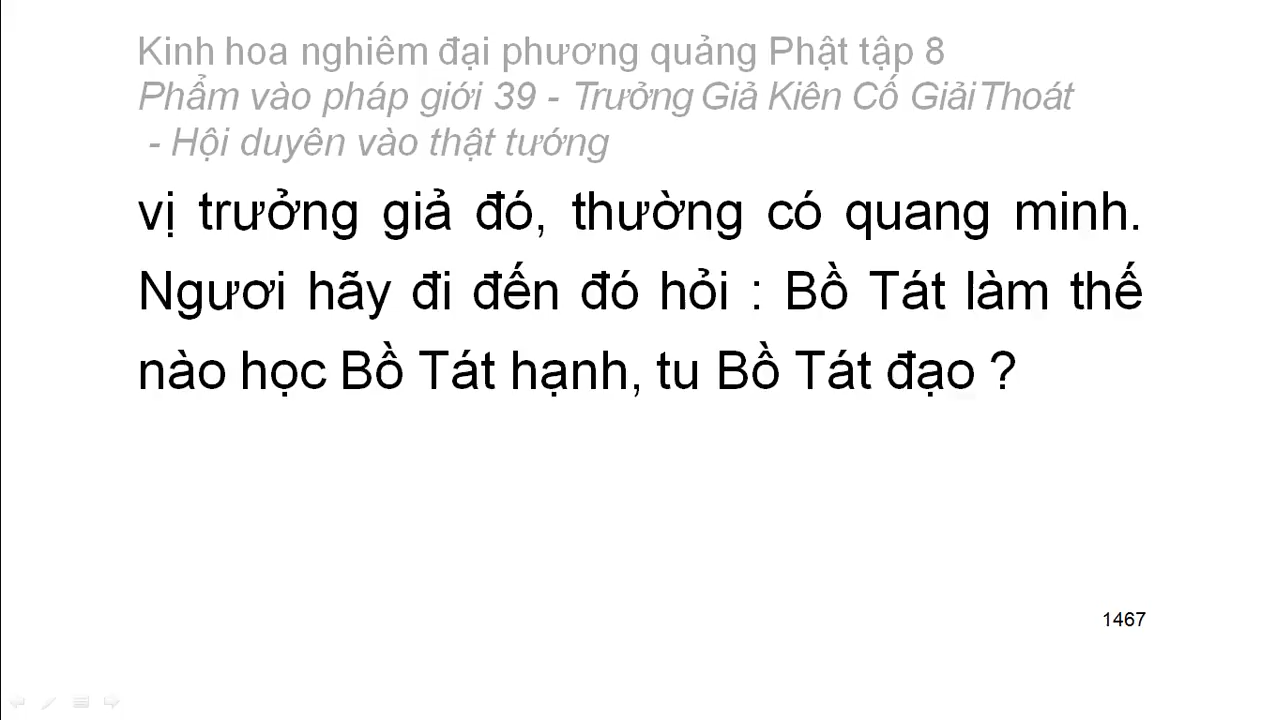 Kinh hoa nghiêm đại phương quảng Phật tập 8
Phẩm vào pháp giới 39 - Trưởng Giả Kiên Cố Giải Thoát
- Hội duyên vào thật tướng
vị trưởng giả đó, thường có quang minh.
Ngươi hãy đi đến đó hỏi : Bồ Tát làm thế
nào học Bồ Tát hạnh, tu Bồ Tát đạo ?
1467